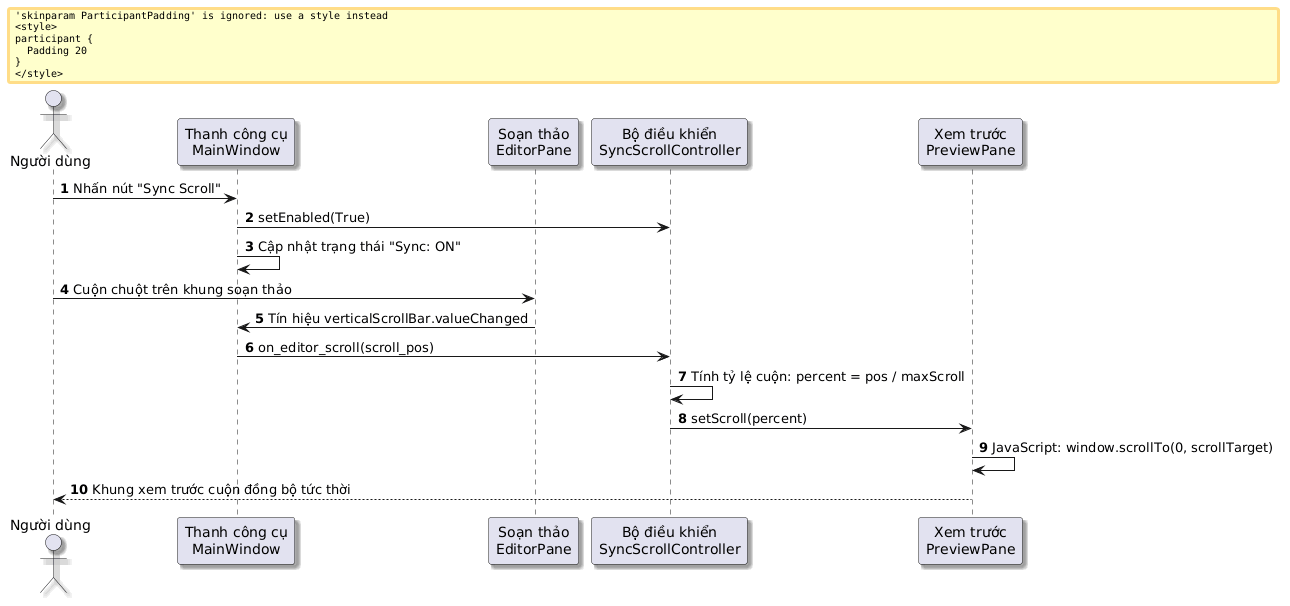 'skinparam ParticipantPadding' is ignored: use a style instead
<style>
participant {
  Padding 20
}
</style>
Người dùng
Thanh công cụ
MainWindow
Soạn thảo
EditorPane
Bộ điều khiển
SyncScrollController
Xem trước
PreviewPane
1 Nhấn nút "Sync Scroll"
2 setEnabled(True)
3 Cập nhật trạng thái "Sync: ON"
4 Cuộn chuột trên khung soạn thảo
5 Tín hiệu verticalScrollBar.valueChanged
6 on_editor_scroll(scroll_pos)
7 Tính tỷ lệ cuộn: percent = pos / maxScroll
8 setScroll(percent)
9 JavaScript: window.scrollTo(0, scrollTarget)
10 Khung xem trước cuộn đồng bộ tức thời
Người dùng
Thanh công cụ
MainWindow
Soạn thảo
EditorPane
Bộ điều khiển
SyncScrollController
Xem trước
PreviewPane